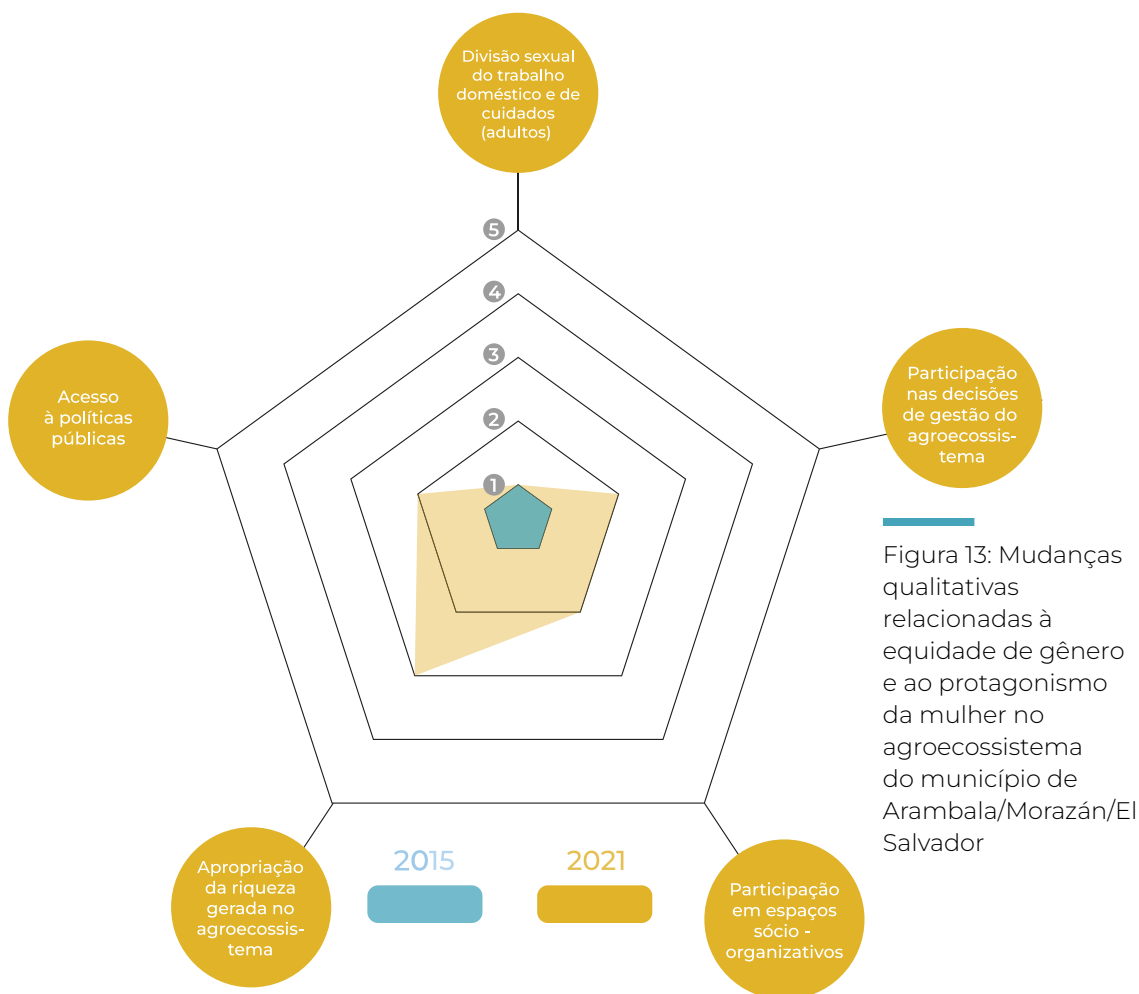 Divisão sexual
do trabalho
doméstico e de
cuidados
(adultos)
5
4
3
2
1
Acesso
à políticas
públicas
Participação
nas decisões
de gestão do
agroecossis-
tema
Figura 13: Mudanças
qualitativas
relacionadas à
equidade de gênero
e ao protagonismo
da mulher no
agroecossistema
do município de
Arambala/Morazán/El
Salvador
Apropriação
da riqueza
gerada no
agroecossis-
tema
2015
2021
Participação
em espaços
sócio -
organizativos